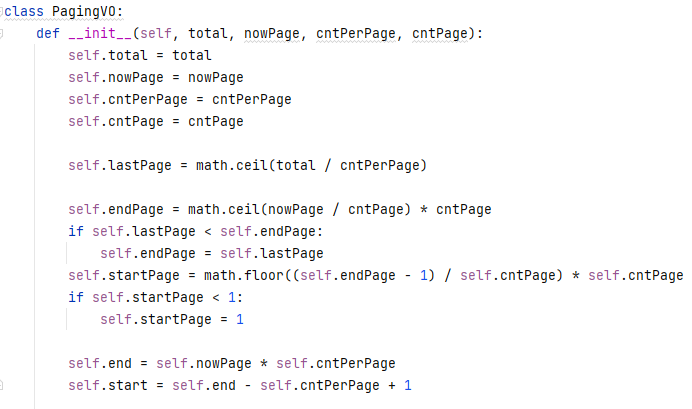 class PagingVO:
    def __init__(self, total, nowPage, cntPerPage, cntPage):
        self.total = total
        self.nowPage = nowPage
        self.cntPerPage = cntPerPage
        self.cntPage = cntPage

        self.lastPage = math.ceil(total / cntPerPage)

        self.endPage = math.ceil(nowPage / cntPage) * cntPage
        if self.lastPage < self.endPage:
            self.endPage = self.lastPage
        self.startPage = math.floor((self.endPage - 1) / self.cntPage) * self.cntPage
        if self.startPage < 1:
            self.startPage = 1

        self.end = self.nowPage * self.cntPerPage
        self.start = self.end - self.cntPerPage + 1